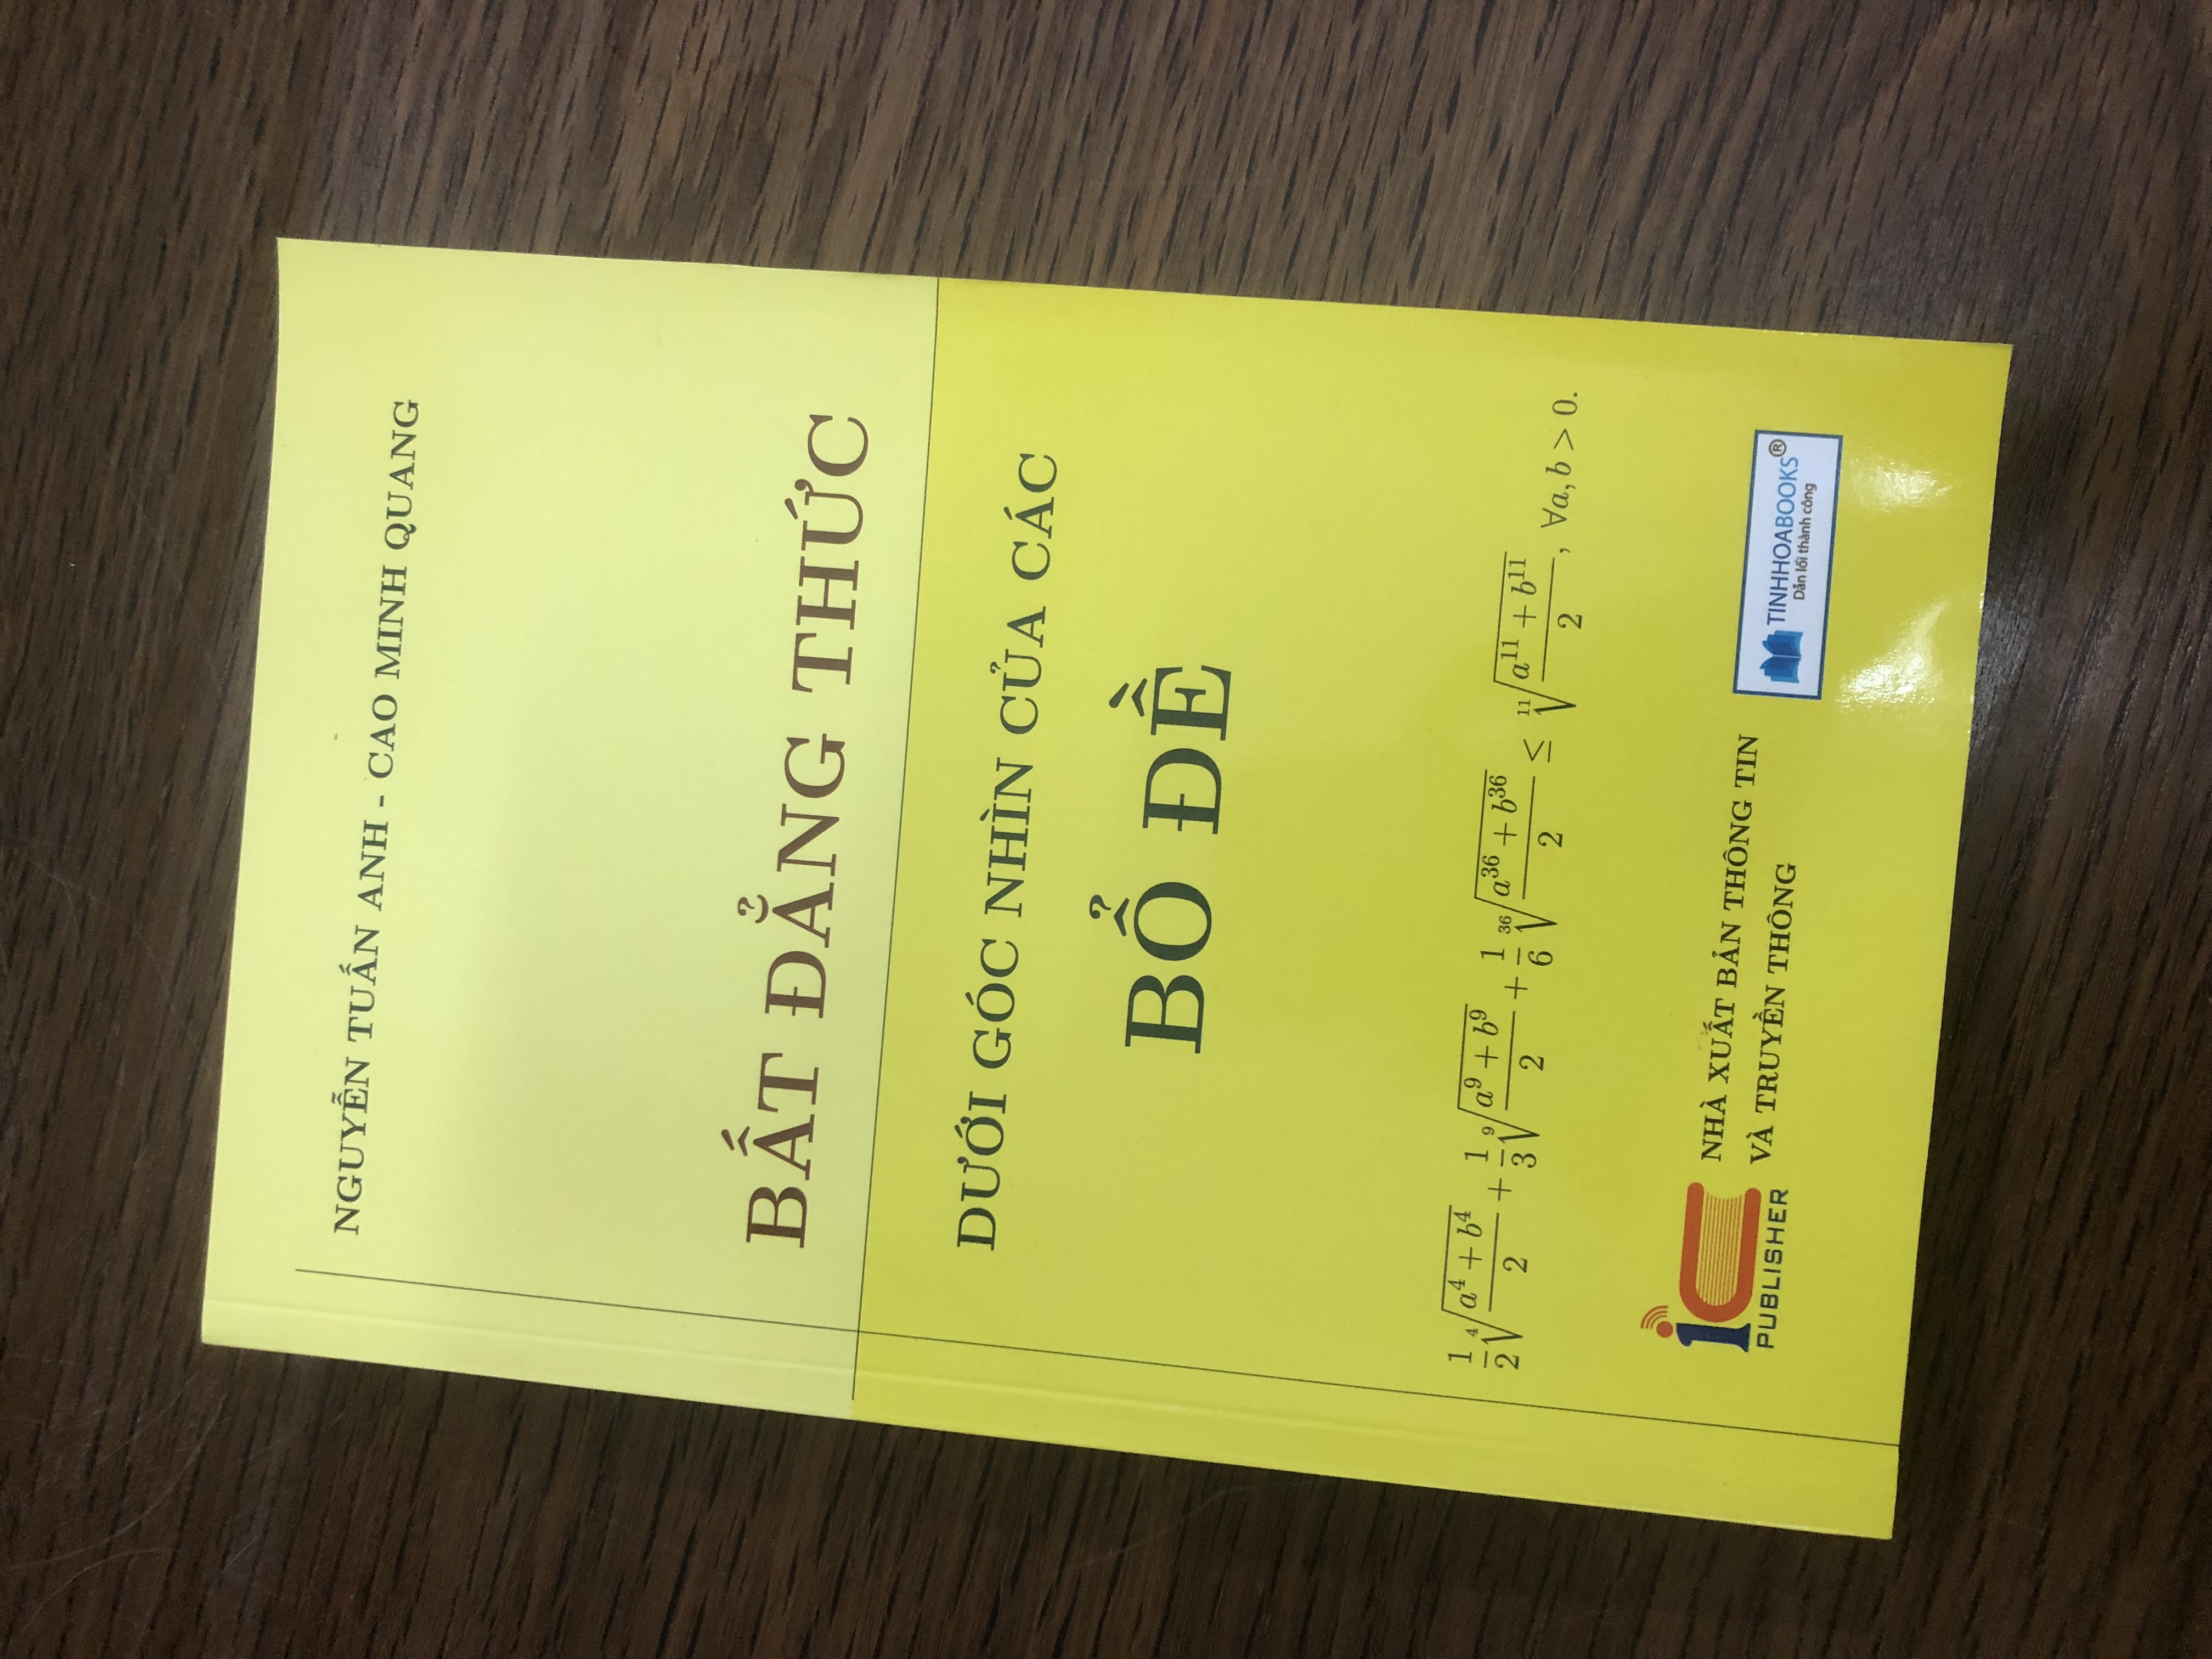 NGUYỄN TUẤN ANH - CAO MINH QUANG
BẤT ĐẲNG THỨC
DƯỚI GÓC NHÌN CỦA CÁC
BỔ ĐỀ
$\frac{1}{2}\sqrt[4]{\frac{a^4+b^4}{2}}+\frac{1}{3}\sqrt[9]{\frac{a^9+b^9}{2}}+\frac{1}{6}\sqrt[36]{\frac{a^{36}+b^{36}}{2}}\leq\sqrt[11]{\frac{a^{11}+b^{11}}{2}}, \forall a,b>0.$
iC
PUBLISHER
NHÀ XUẤT BẢN THÔNG TIN
VÀ TRUYỀN THÔNG
TINHHOABOOKS®
Dẫn lối thành công